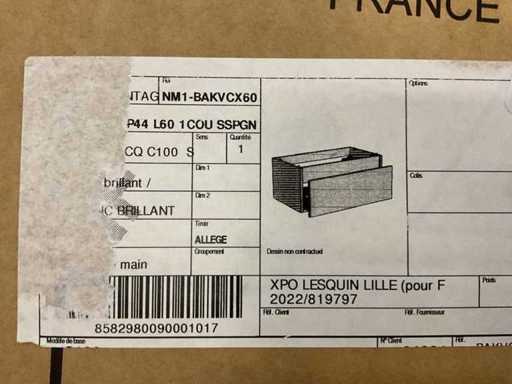 FRANCE
Réf
Options
NTAG NM1-BAKVCX60
P44 L60 1COU SSPGN
Sens
Quantité
CQ C100 S
1
Dim 1
Colis
brillant /
Dim 2
BRILLANT
Tiroir
ALLEGE
Groupement
Dessin non contractuel
main
XPO LESQUIN LILLE (pour F
Poids
2022/819797
Réf. Client
Réf. Fournisseur
8582980090001017
Modèle de base
N°Client